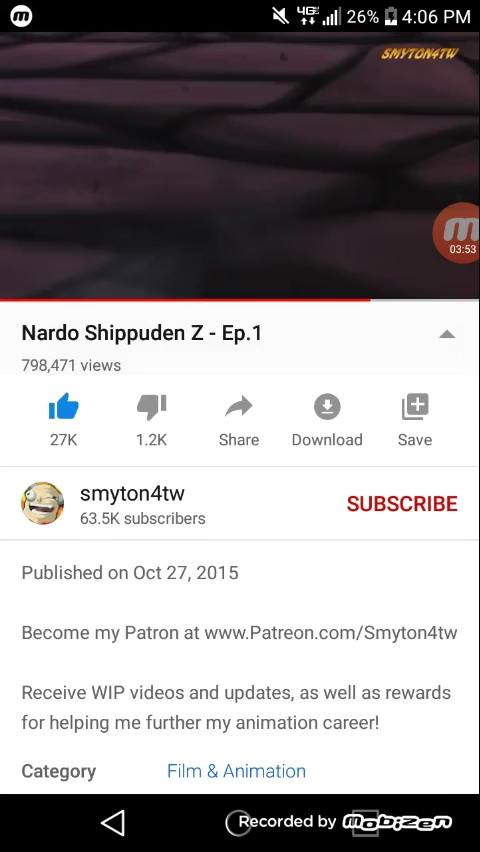 4G 26% 4:06 PM
SMYTON4TW
03:53
Nardo Shippuden Z - Ep.1
798,471 views
27K 1.2K Share Download Save
smyton4tw
63.5K subscribers
SUBSCRIBE
Published on Oct 27, 2015
Become my Patron at www.Patreon.com/Smyton4tw
Receive WIP videos and updates, as well as rewards
for helping me further my animation career!
Category Film & Animation
Recorded by Mobizen